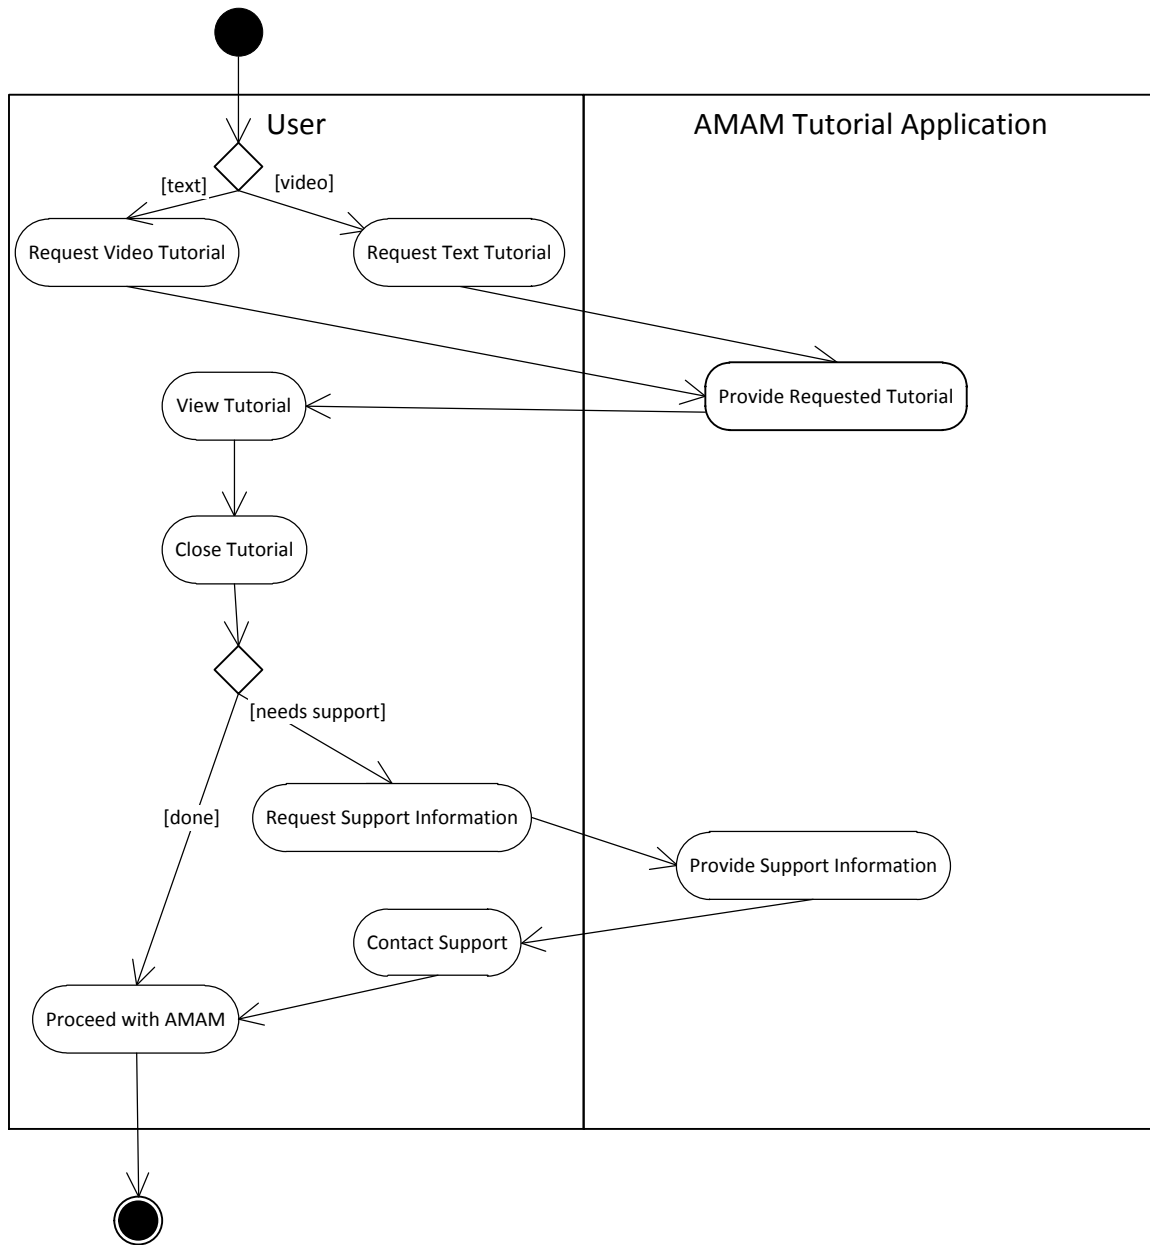 User
AMAM Tutorial Application
[text]
[video]
Request Video Tutorial
Request Text Tutorial
Provide Requested Tutorial
View Tutorial
Close Tutorial
[needs support]
[done]
Request Support Information
Provide Support Information
Contact Support
Proceed with AMAM